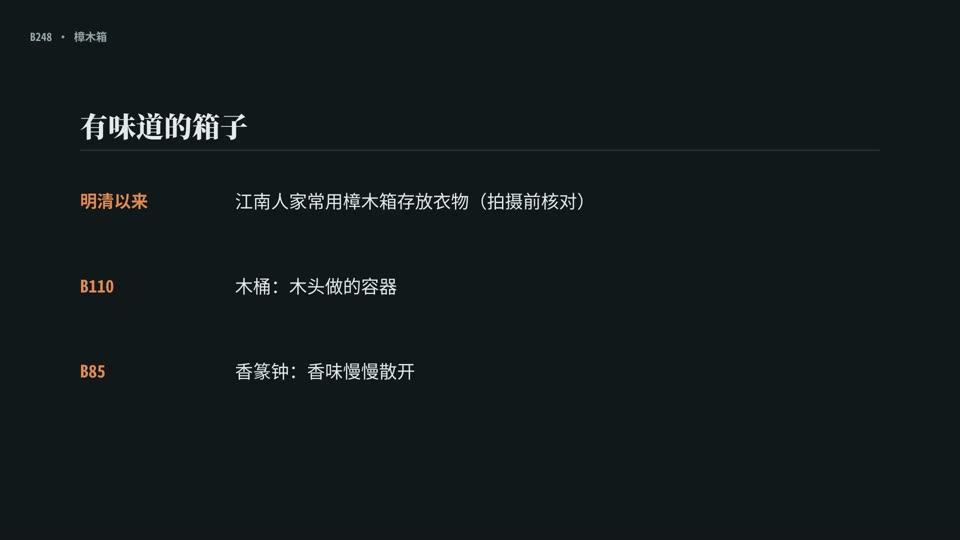 B248 • 樟木箱
有味道的箱子
明清以来 江南人家常用樟木箱存放衣物（拍摄前核对）
B110 木桶：木头做的容器
B85 香篆钟：香味慢慢散开